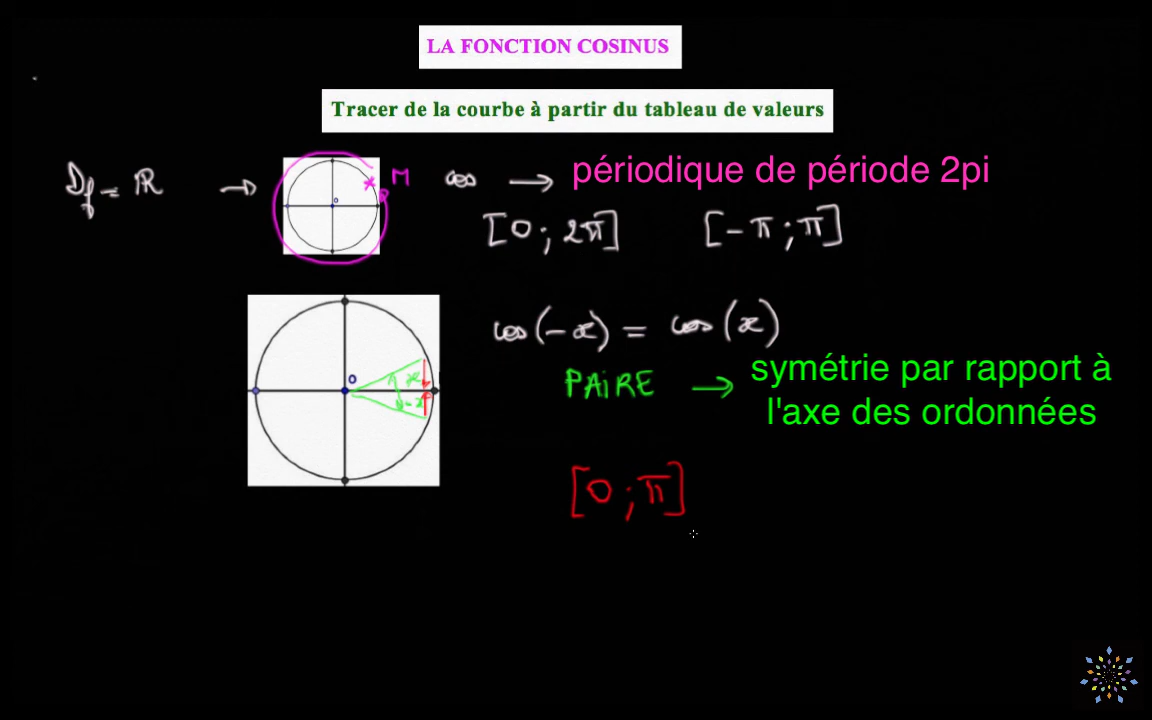 LA FONCTION COSINUS
Tracer de la courbe à partir du tableau de valeurs
Df = ℝ → M cos → périodique de période 2pi
[0 ; 2π] [-π ; π]
cos(-x) = cos(x)
PAiRE → symétrie par rapport à
l'axe des ordonnées
O
x
-x
[0 ; π]